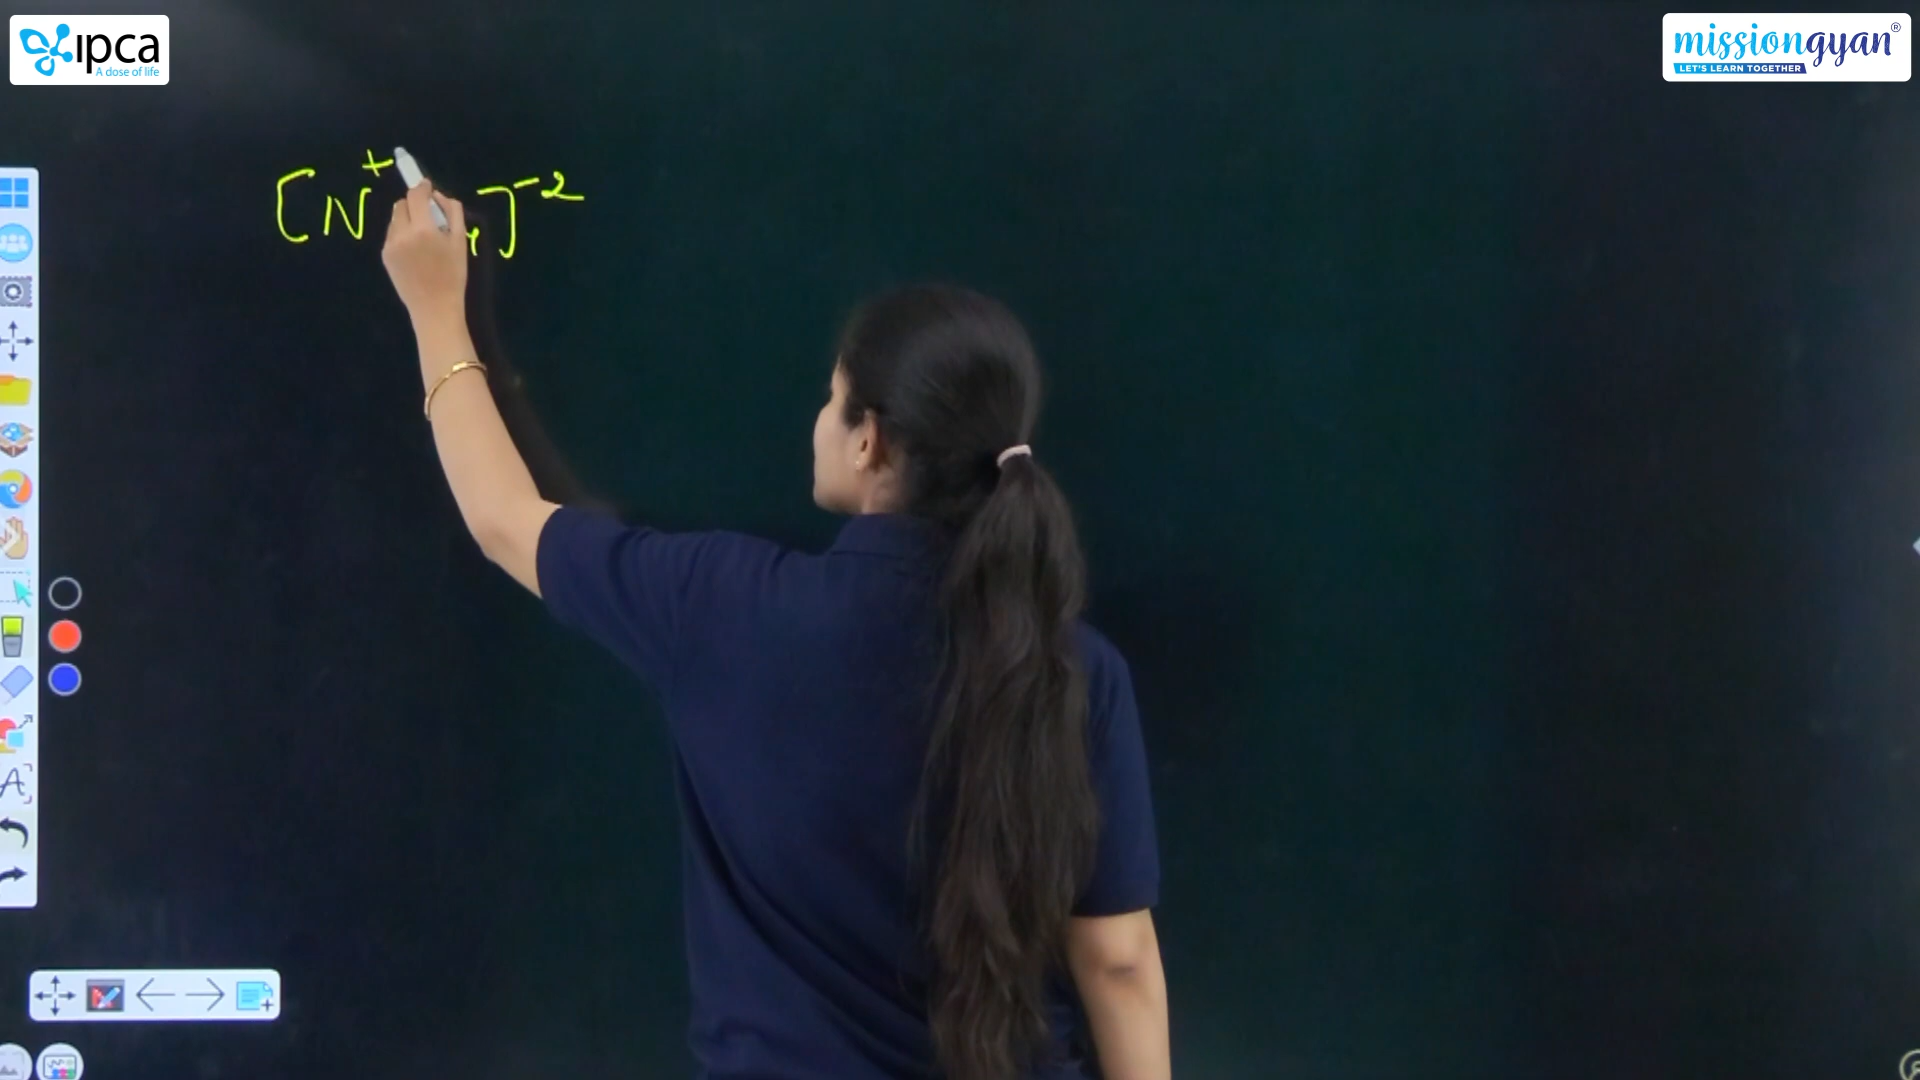 ipca
A dose of life
missiongyan®
LET'S LEARN TOGETHER
[N⁺ ]⁻²
A